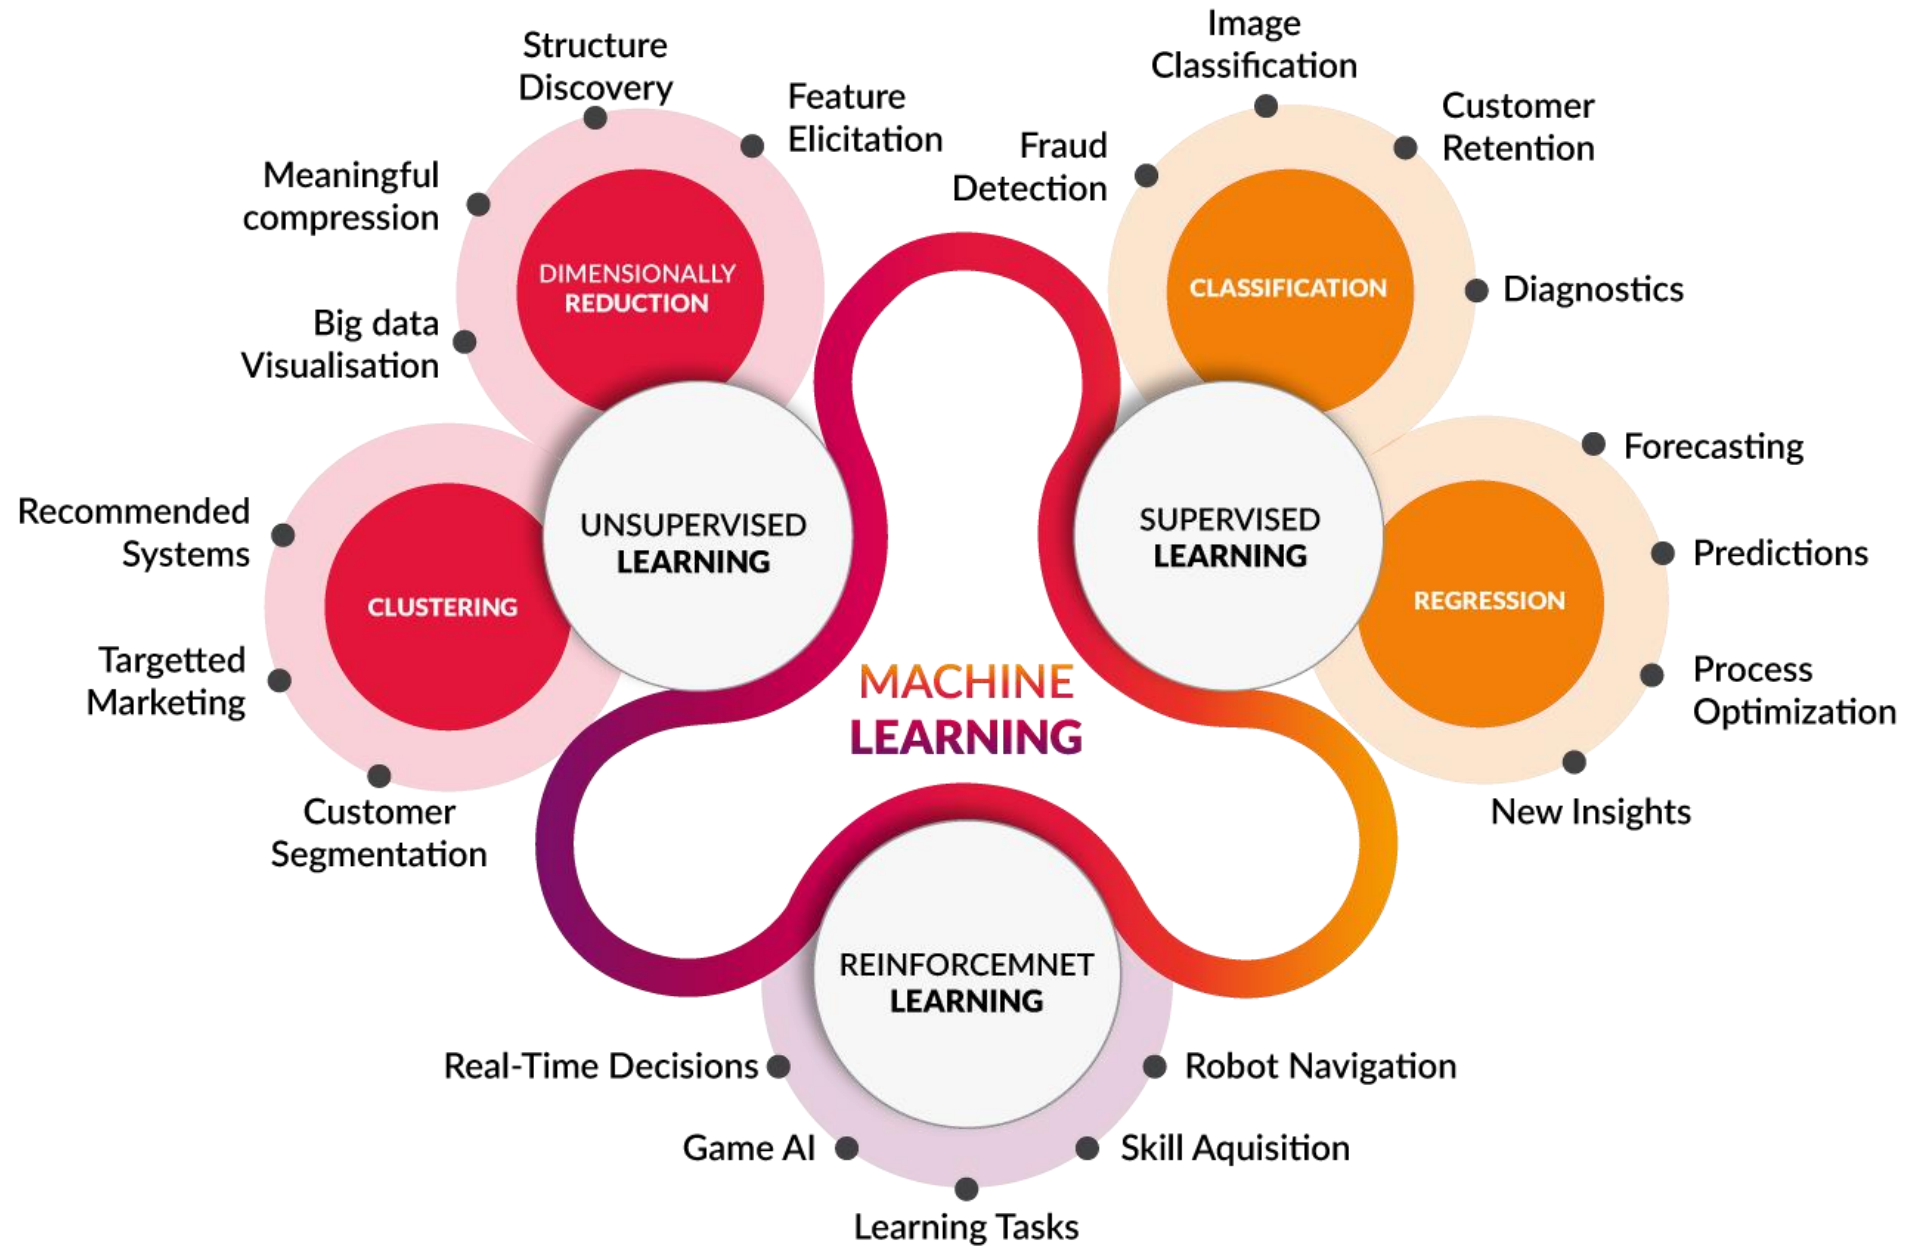 Structure
Discovery
Feature
Elicitation
Meaningful
compression
Big data
Visualisation
DIMENSIONALLY
REDUCTION
Recommended
Systems
Targetted
Marketing
Customer
Segmentation
CLUSTERING
UNSUPERVISED
LEARNING
Image
Classification
Fraud
Detection
Customer
Retention
Diagnostics
CLASSIFICATION
SUPERVISED
LEARNING
REGRESSION
Forecasting
Predictions
Process
Optimization
New Insights
MACHINE
LEARNING
REINFORCEMNET
LEARNING
Real-Time Decisions
Game AI
Learning Tasks
Skill Aquisition
Robot Navigation